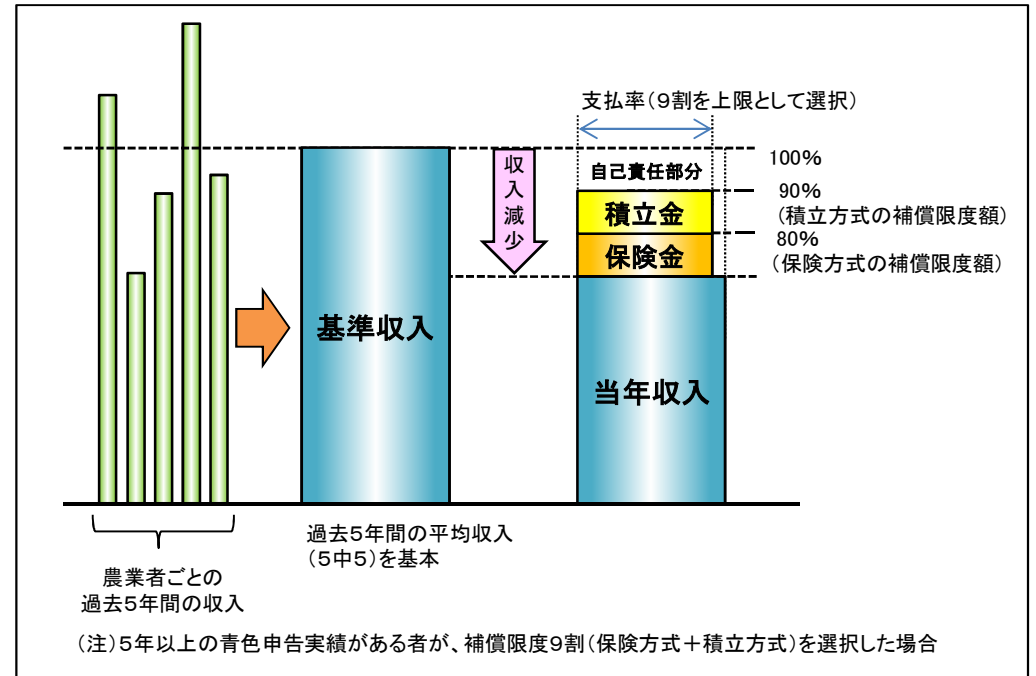 支払率(9割を上限として選択)
100%
自己責任部分
90%
(積立方式の補償限度額)
80%
(保険方式の補償限度額)
収入減少
積立金
保険金
基準収入
当年収入
過去5年間の平均収入
(5中5)を基本
農業者ごとの
過去5年間の収入
(注)5年以上の青色申告実績がある者が、補償限度9割(保険方式+積立方式)を選択した場合